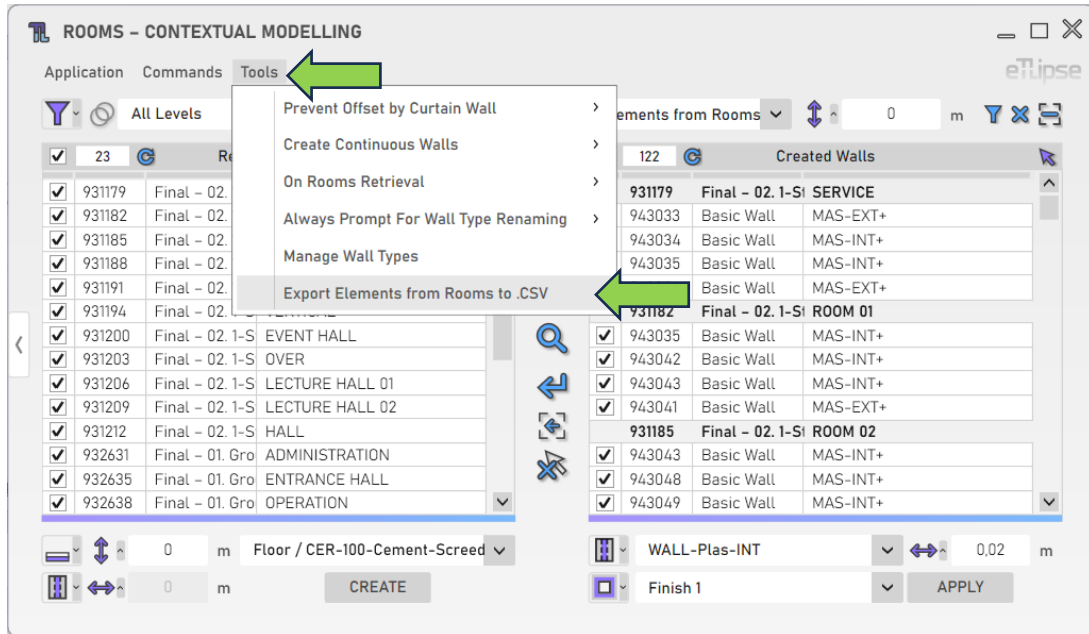 ROOMS – CONTEXTUAL MODELLING
Application Commands Tools
eTLipse
All Levels
ements from Rooms 0 m
Prevent Offset by Curtain Wall
Create Continuous Walls
On Rooms Retrieval
Always Prompt For Wall Type Renaming
Manage Wall Types
Export Elements from Rooms to .CSV
23 Re
931179 Final – 02.
931182 Final – 02.
931185 Final – 02.
931188 Final – 02.
931191 Final – 02.
931194 Final – 02. 1-S
931200 Final – 02. 1-S EVENT HALL
931203 Final – 02. 1-S OVER
931206 Final – 02. 1-S LECTURE HALL 01
931209 Final – 02. 1-S LECTURE HALL 02
931212 Final – 02. 1-S HALL
932631 Final – 01. Gro ADMINISTRATION
932635 Final – 01. Gro ENTRANCE HALL
932638 Final – 01. Gro OPERATION
122 Created Walls
931179 Final – 02. 1-St SERVICE
943033 Basic Wall MAS-EXT+
943034 Basic Wall MAS-INT+
943035 Basic Wall MAS-INT+
Basic Wall MAS-EXT+
931182 Final – 02. 1-St ROOM 01
943035 Basic Wall MAS-INT+
943042 Basic Wall MAS-INT+
943043 Basic Wall MAS-INT+
943041 Basic Wall MAS-EXT+
931185 Final – 02. 1-St ROOM 02
943043 Basic Wall MAS-INT+
943048 Basic Wall MAS-INT+
943049 Basic Wall MAS-INT+
0 m Floor / CER-100-Cement-Screed
0 m CREATE
WALL-Plas-INT 0,02 m
Finish 1 APPLY